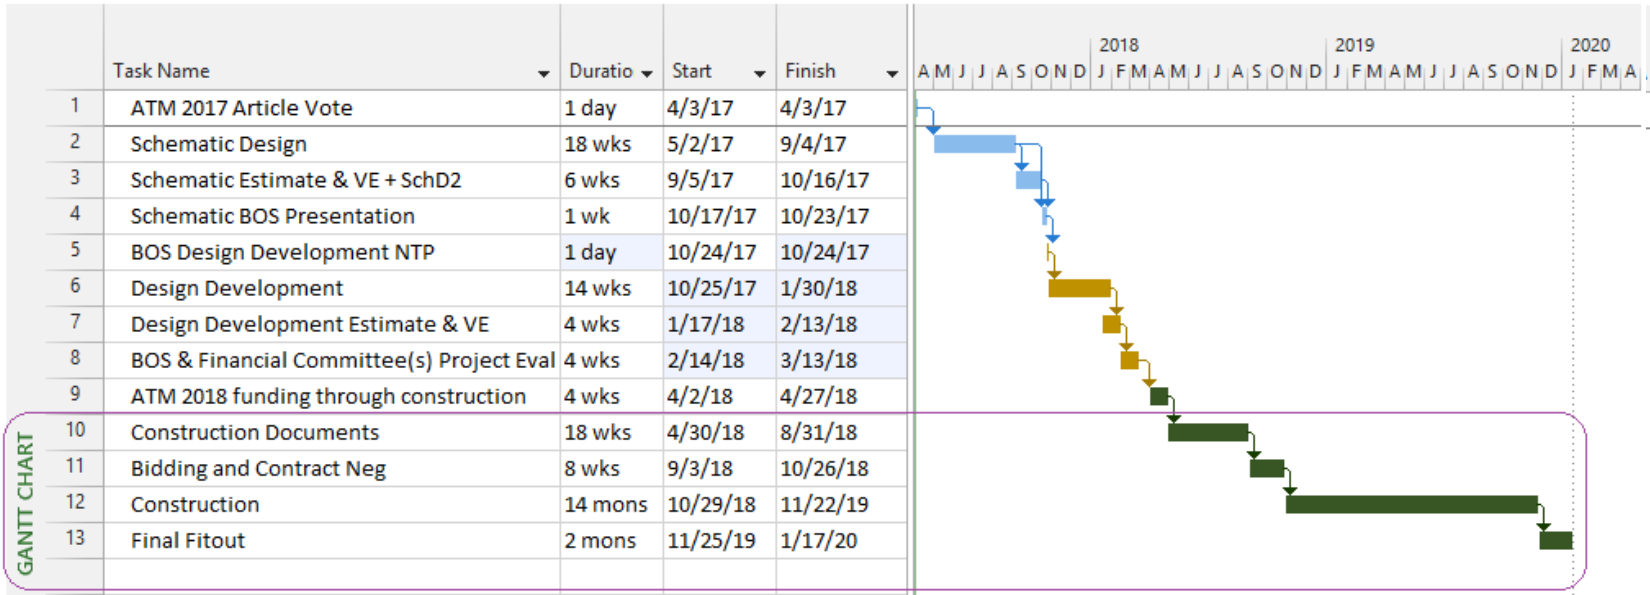 2018 2019 2020
Task Name Duratio Start Finish A M J J A S O N D J F M A M J J A S O N D J F M A M J J A S O N D J F M A
1 ATM 2017 Article Vote 1 day 4/3/17 4/3/17
2 Schematic Design 18 wks 5/2/17 9/4/17
3 Schematic Estimate & VE + SchD2 6 wks 9/5/17 10/16/17
4 Schematic BOS Presentation 1 wk 10/17/17 10/23/17
5 BOS Design Development NTP 1 day 10/24/17 10/24/17
6 Design Development 14 wks 10/25/17 1/30/18
7 Design Development Estimate & VE 4 wks 1/17/18 2/13/18
8 BOS & Financial Committee(s) Project Eval 4 wks 2/14/18 3/13/18
9 ATM 2018 funding through construction 4 wks 4/2/18 4/27/18
10 Construction Documents 18 wks 4/30/18 8/31/18
11 Bidding and Contract Neg 8 wks 9/3/18 10/26/18
12 Construction 14 mons 10/29/18 11/22/19
13 Final Fitout 2 mons 11/25/19 1/17/20
GANTT CHART